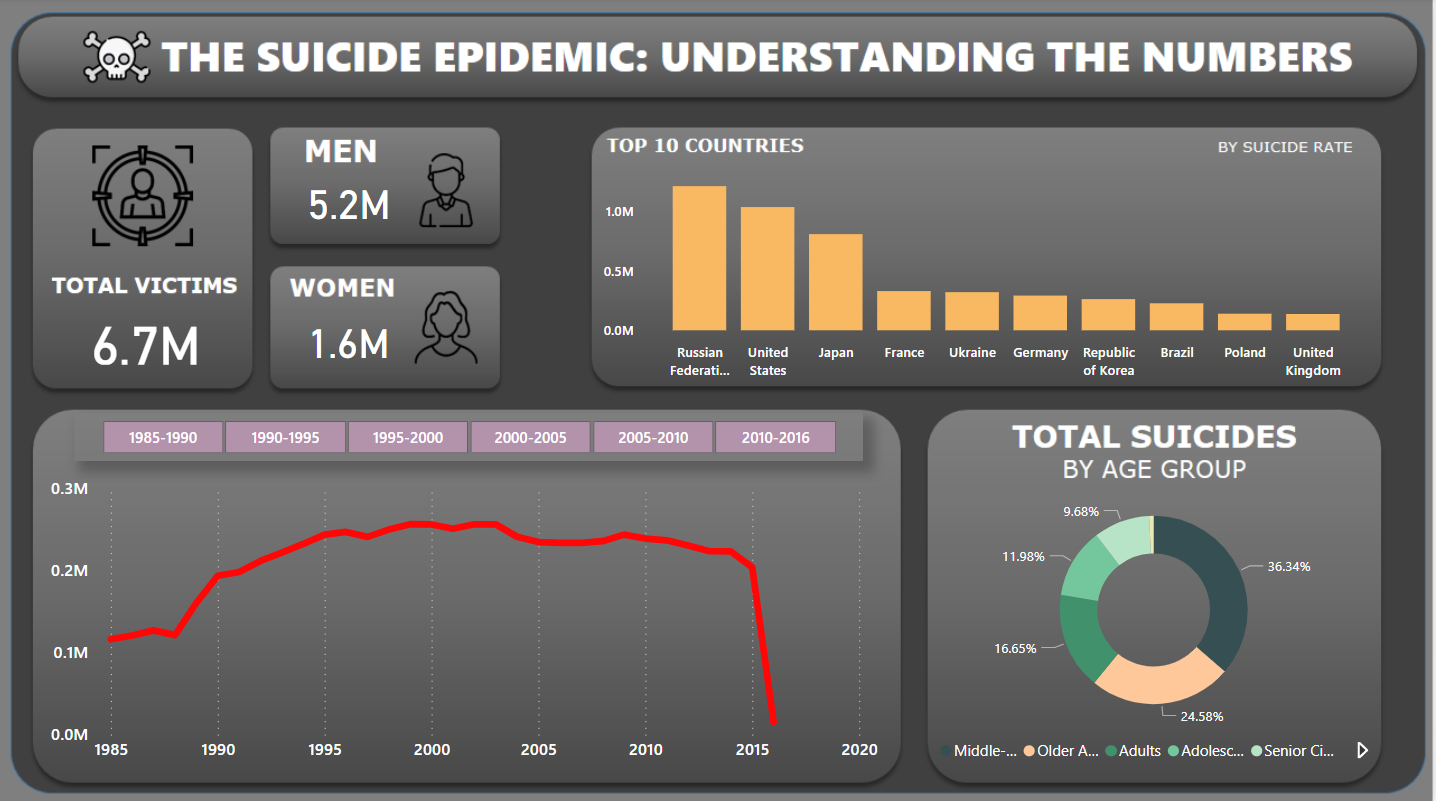 THE SUICIDE EPIDEMIC: UNDERSTANDING THE NUMBERS
TOTAL VICTIMS
6.7M
MEN
5.2M
WOMEN
1.6M
TOP 10 COUNTRIES
BY SUICIDE RATE
1.0M
0.5M
0.0M
Russian Federati...
United States
Japan
France
Ukraine
Germany
Republic of Korea
Brazil
Poland
United Kingdom
1985-1990
1990-1995
1995-2000
2000-2005
2005-2010
2010-2016
0.3M
0.2M
0.1M
0.0M
1985
1990
1995
2000
2005
2010
2015
2020
TOTAL SUICIDES
BY AGE GROUP
9.68%
11.98%
36.34%
16.65%
24.58%
Middle-...
Older A...
Adults
Adolesc...
Senior Ci...